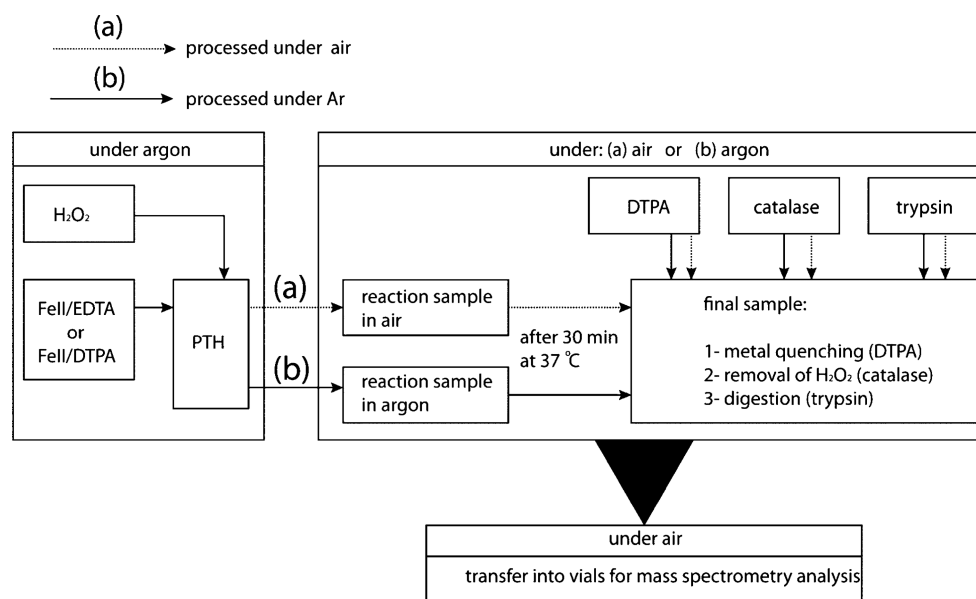 (a)
processed under air
(b)
processed under Ar
under argon
H₂O₂
FeII/EDTA
or
FeII/DTPA
PTH
(a)
(b)
under: (a) air or (b) argon
DTPA
catalase
trypsin
reaction sample
in air
reaction sample
in argon
after 30 min
at 37 ℃
final sample:
1- metal quenching (DTPA)
2- removal of H₂O₂ (catalase)
3- digestion (trypsin)
under air
transfer into vials for mass spectrometry analysis